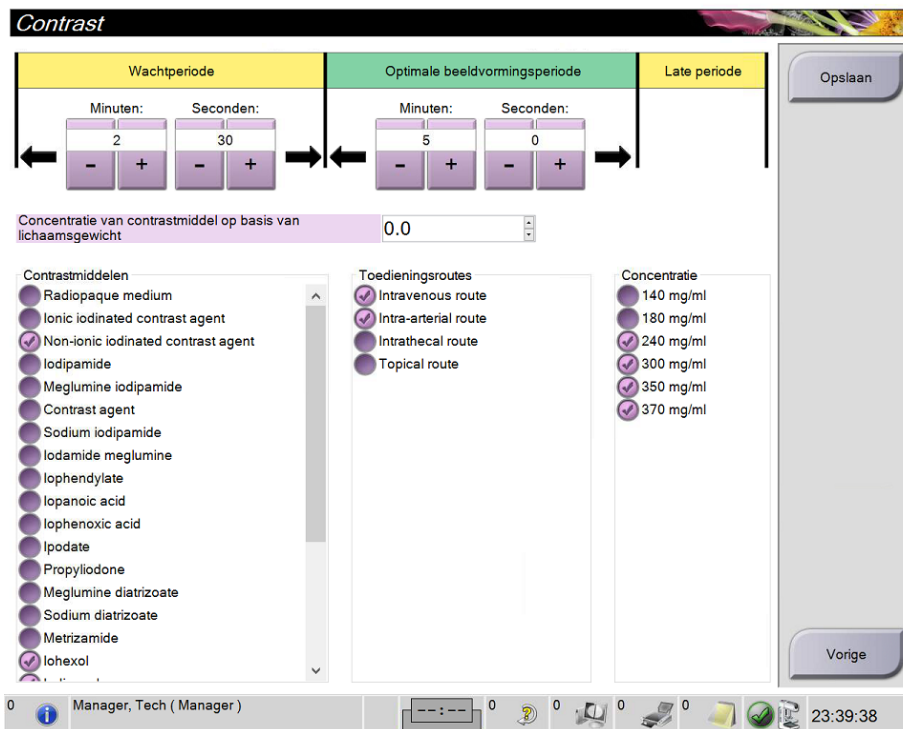 Contrast
Wachtperiode
Optimale beeldvormingsperiode
Late periode
Opslaan
Minuten:
Seconden:
Minuten:
Seconden:
2
30
5
0
- +
- +
- +
- +
Concentratie van contrastmiddel op basis van
lichaamsgewicht
0.0
Contrastmiddelen
Radiopaque medium
Ionic iodinated contrast agent
Non-ionic iodinated contrast agent
Iodipamide
Meglumine iodipamide
Contrast agent
Sodium iodipamide
Iodamide meglumine
Iophendylate
Iopanoic acid
Iophenoxic acid
Ipodate
Propyliodone
Meglumine diatrizoate
Sodium diatrizoate
Metrizamide
Iohexol
Toedieningsroutes
Intravenous route
Intra-arterial route
Intrathecal route
Topical route
Concentratie
140 mg/ml
180 mg/ml
240 mg/ml
300 mg/ml
350 mg/ml
370 mg/ml
Vorige
0
Manager, Tech ( Manager )
--:--
0
0
0
0
23:39:38